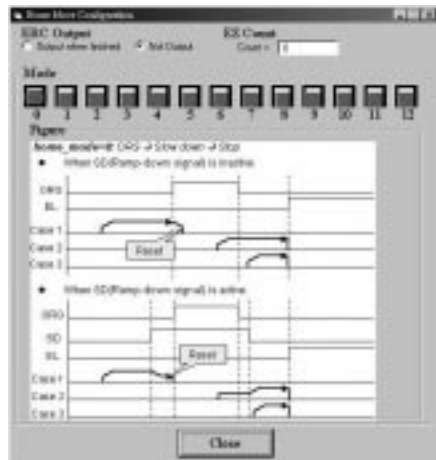 Home Move Configuration
ERC Output
Output when finished
Not Output
EZ Count
Count = 0
Mode
0 1 2 3 4 5 6 7 8 9 10 11 12
Figure
home_mode=0: ORG → Slow down → Stop
When SD(Ramp-down signal) is inactive.
ORG
EL
Case 1
Case 2
Case 3
Reset
When SD(Ramp-down signal) is active.
ORG
SD
EL
Case 1
Case 2
Case 3
Reset
Close